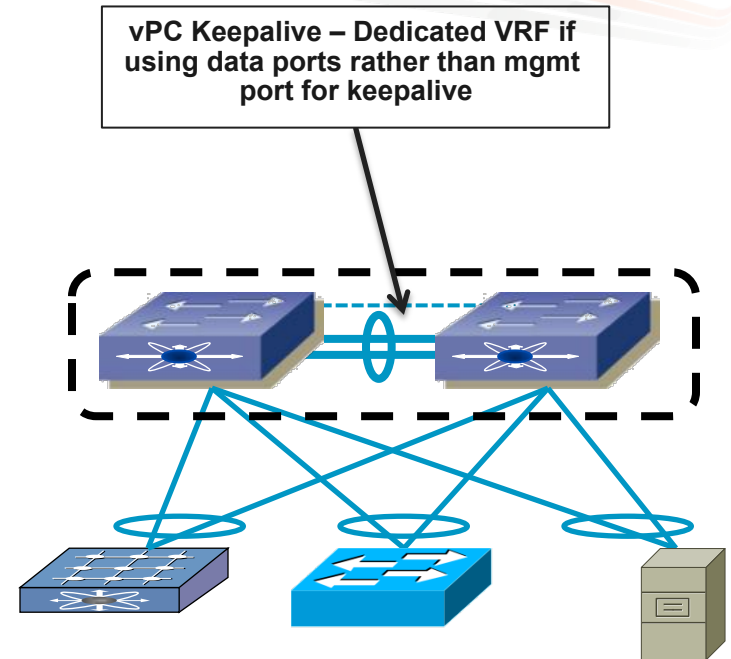 vPC Keepalive – Dedicated VRF if
using data ports rather than mgmt
port for keepalive